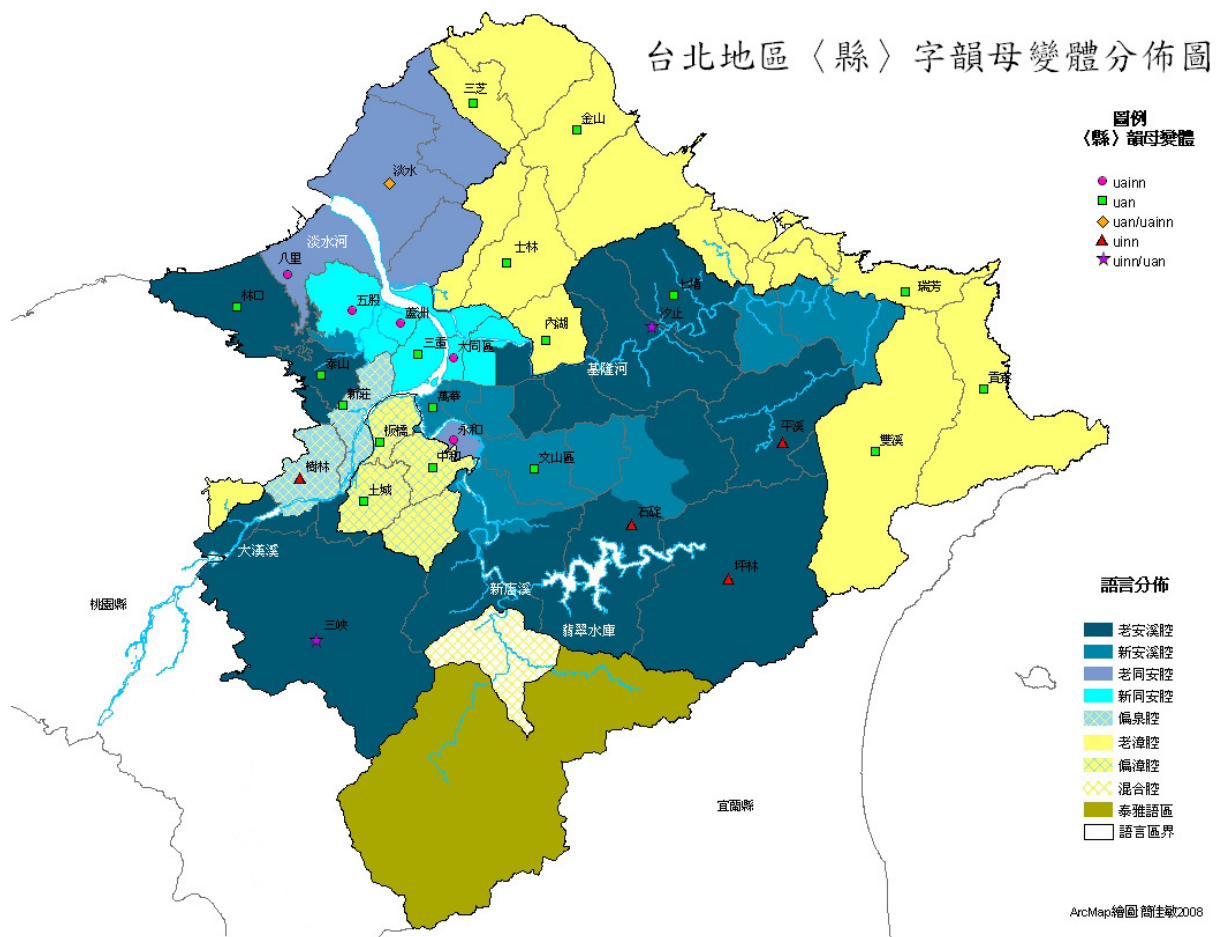 台北地區〈縣〉字韻母變體分佈圖
圖例
〈縣〉韻母變體
uainn
uan
uan/uainn
uinn
uinn/uan
三芝
金山
淡水
淡水河
士林
八里
林口
五股
蘆洲
三重
大同區
內湖
七堵
汐止
瑞芳
基隆河
泰山
新莊
萬華
貢寮
板橋
永和
中和
文山區
平溪
雙溪
樹林
土城
石碇
大漢溪
坪林
新店溪
桃園縣
三峽
翡翠水庫
宜蘭縣
語言分佈
老安溪腔
新安溪腔
老同安腔
新同安腔
偏泉腔
老漳腔
偏漳腔
混合腔
泰雅語區
語言區界
ArcMap繪圖 簡佳敏2008